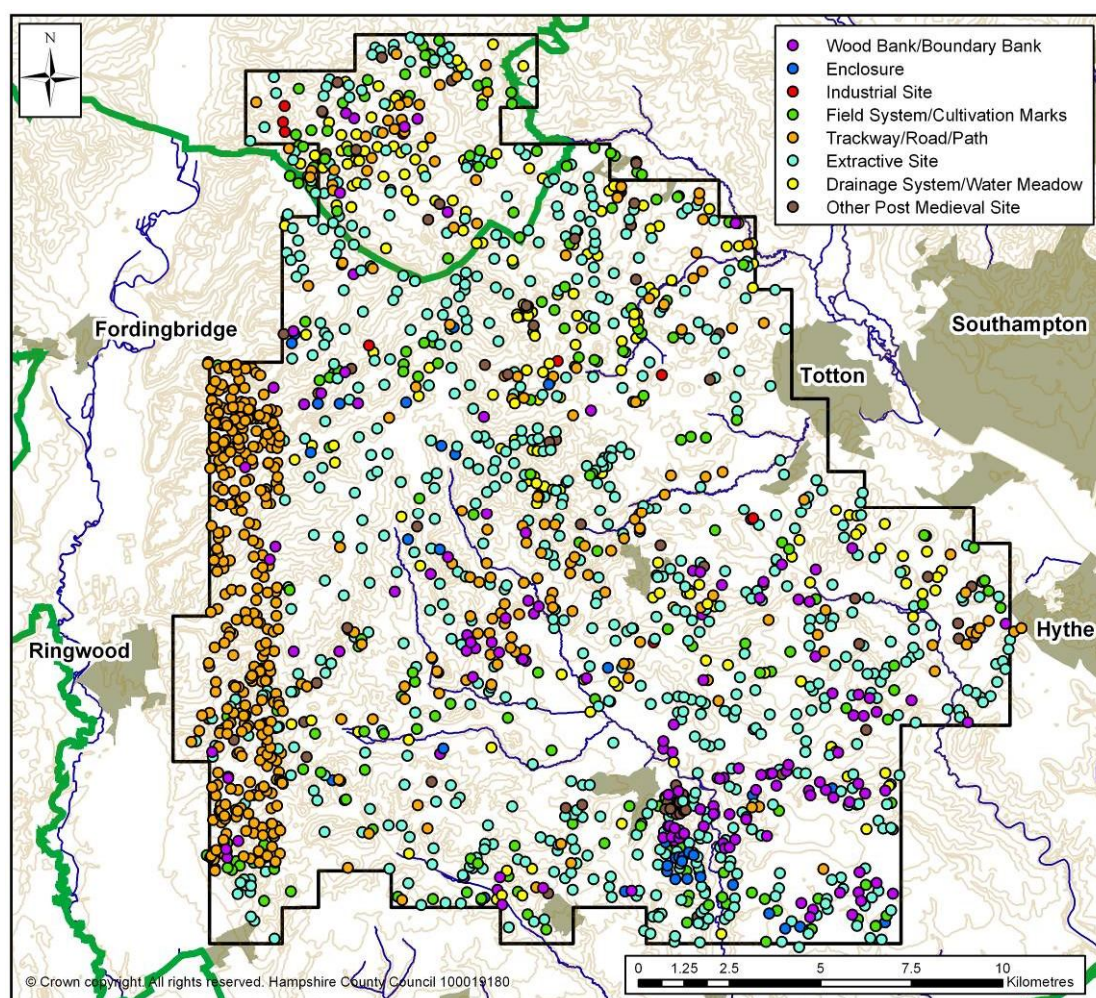 N
Wood Bank/Boundary Bank
Enclosure
Industrial Site
Field System/Cultivation Marks
Trackway/Road/Path
Extractive Site
Drainage System/Water Meadow
Other Post Medieval Site
Fordingbridge
Southampton
Totton
Ringwood
Hythe
0 1.25 2.5 5 7.5 10
Kilometres
© Crown copyright. All rights reserved. Hampshire County Council 100019180